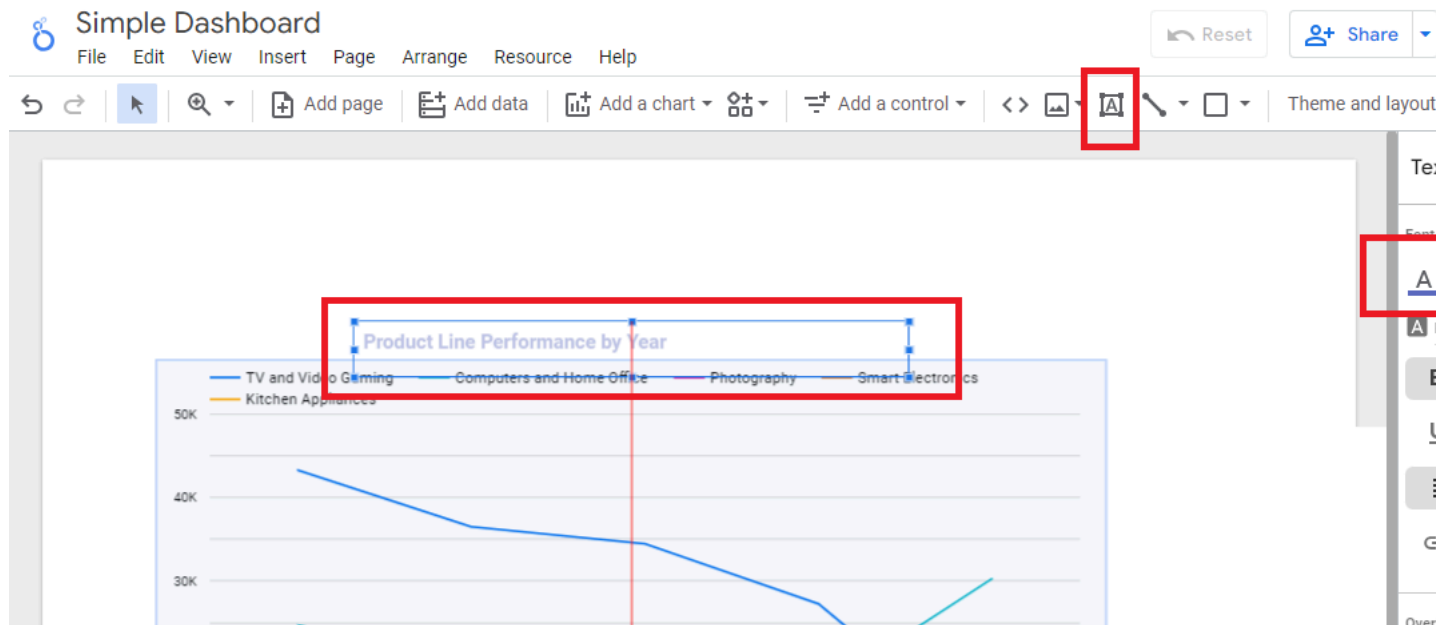 Simple Dashboard
File Edit View Insert Page Arrange Resource Help
Reset Share
Add page Add data Add a chart Add a control Theme and layout
Product Line Performance by Year
TV and Video Gaming Computers and Home Office Photography Smart Electronics
Kitchen Appliances
50K
40K
30K
A
A